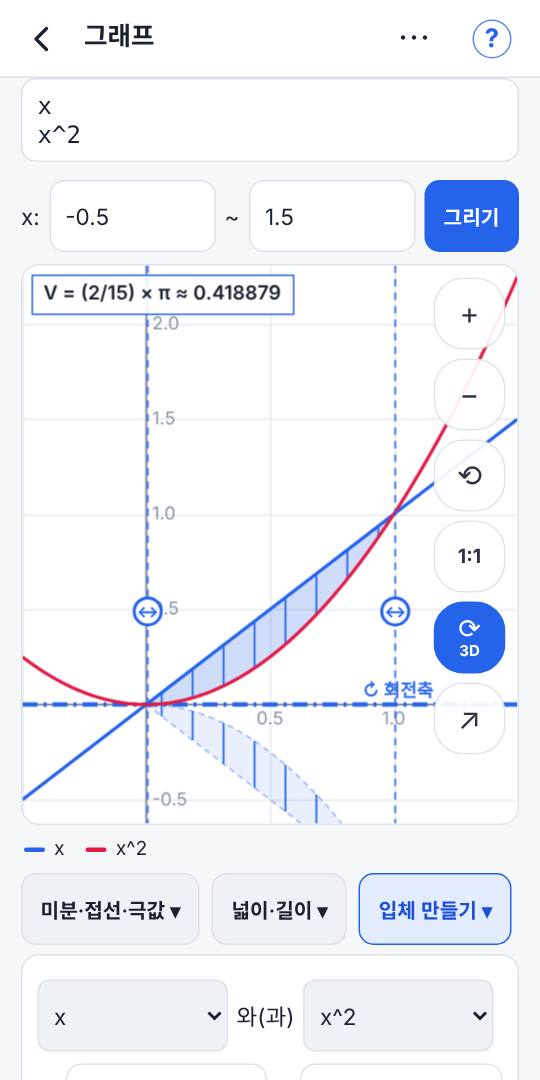 그래프
?
x
x^2
x: -0.5 ~ 1.5 그리기
V = (2/15) × π ≈ 0.418879
+
2.0
−
1.5
1.0
1:1
.5
3D
회전축
0.5 1.0
-0.5
x x^2
미분·접선·극값 ▾ 넓이·길이 ▾ 입체 만들기 ▾
x 와(과) x^2